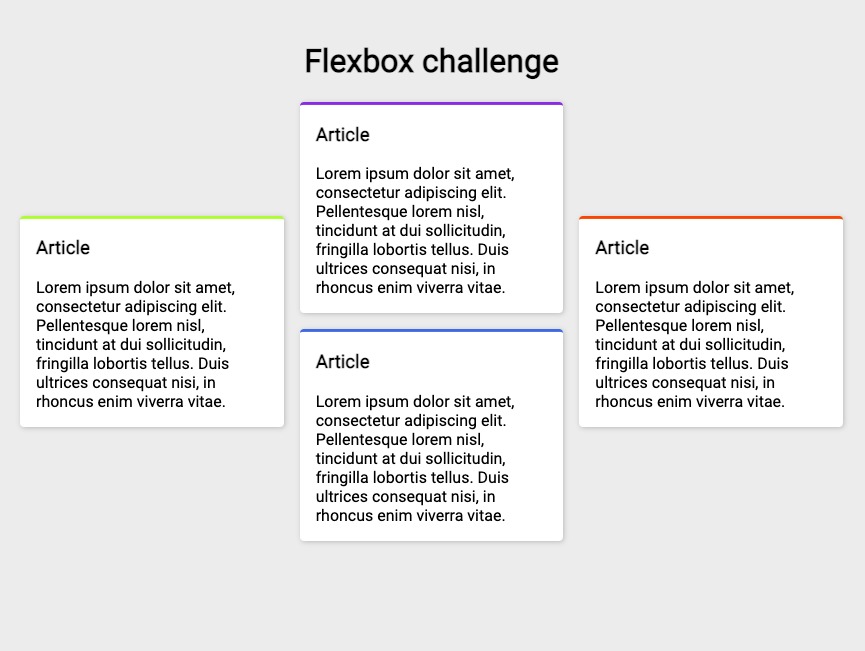 Flexbox challenge
Article
Lorem ipsum dolor sit amet,
consectetur adipiscing elit.
Pellentesque lorem nisl,
tincidunt at dui sollicitudin,
fringilla lobortis tellus. Duis
ultrices consequat nisi, in
rhoncus enim viverra vitae.
Article
Lorem ipsum dolor sit amet,
consectetur adipiscing elit.
Pellentesque lorem nisl,
tincidunt at dui sollicitudin,
fringilla lobortis tellus. Duis
ultrices consequat nisi, in
rhoncus enim viverra vitae.
Article
Lorem ipsum dolor sit amet,
consectetur adipiscing elit.
Pellentesque lorem nisl,
tincidunt at dui sollicitudin,
fringilla lobortis tellus. Duis
ultrices consequat nisi, in
rhoncus enim viverra vitae.
Article
Lorem ipsum dolor sit amet,
consectetur adipiscing elit.
Pellentesque lorem nisl,
tincidunt at dui sollicitudin,
fringilla lobortis tellus. Duis
ultrices consequat nisi, in
rhoncus enim viverra vitae.